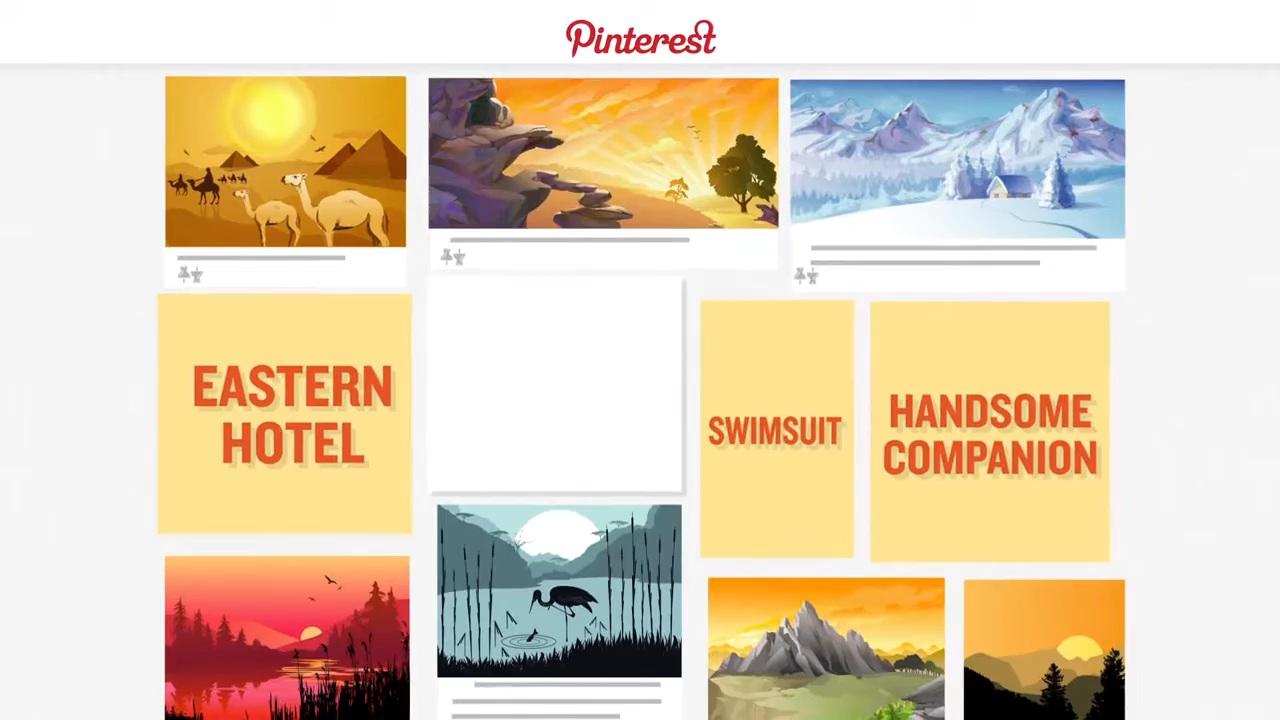 Pinterest
EASTERN
HOTEL
SWIMSUIT
HANDSOME
COMPANION